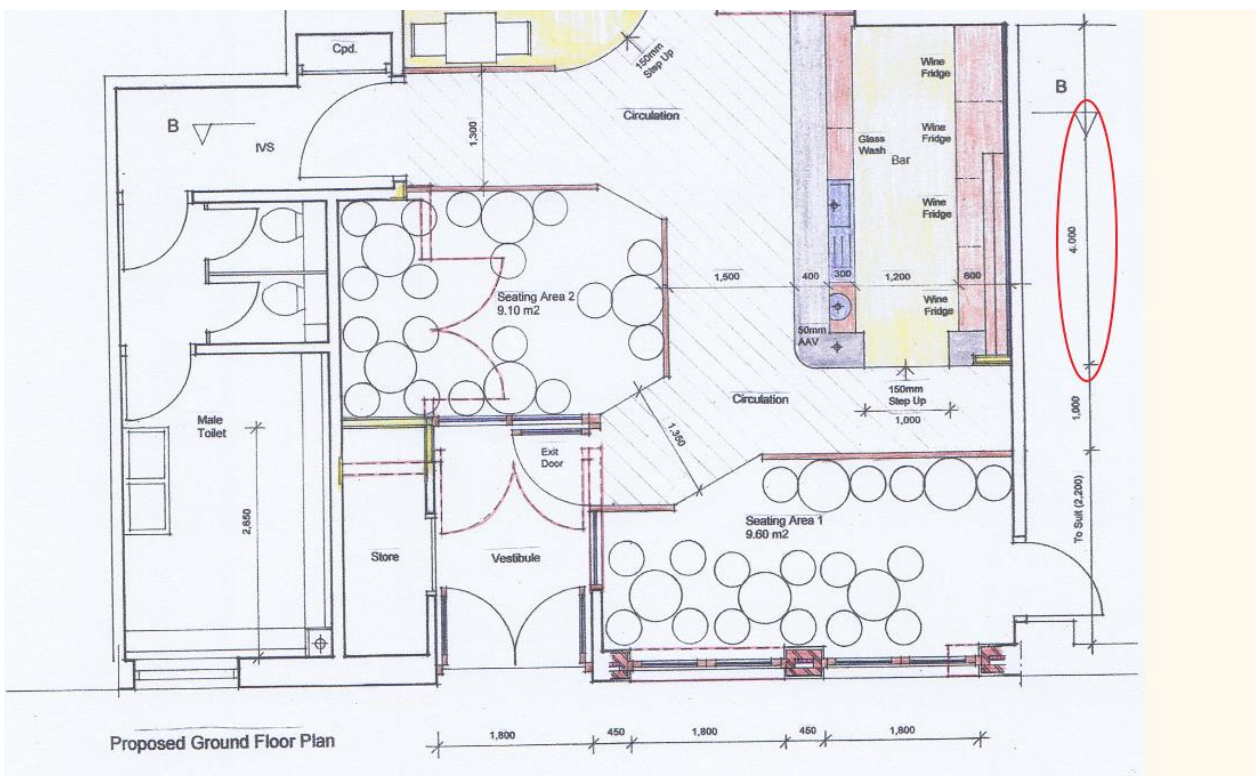 Cpd.
150mm
Step Up
Wine
Fridge
B
B
IVS
1,300
Circulation
Glass
Wash
Bar
Wine
Fridge
Wine
Fridge
4.000
Seating Area 2
9.10 m2
1,500
400
300
1,200
600
Wine
Fridge
50mm
AAV
150mm
Step Up
1,000
Circulation
1,000
Male
Toilet
1,350
Exit
Door
2,650
Seating Area 1
9.60 m2
To Suit (2,200)
Store
Vestibule
Proposed Ground Floor Plan
1,800
450
1,800
450
1,800